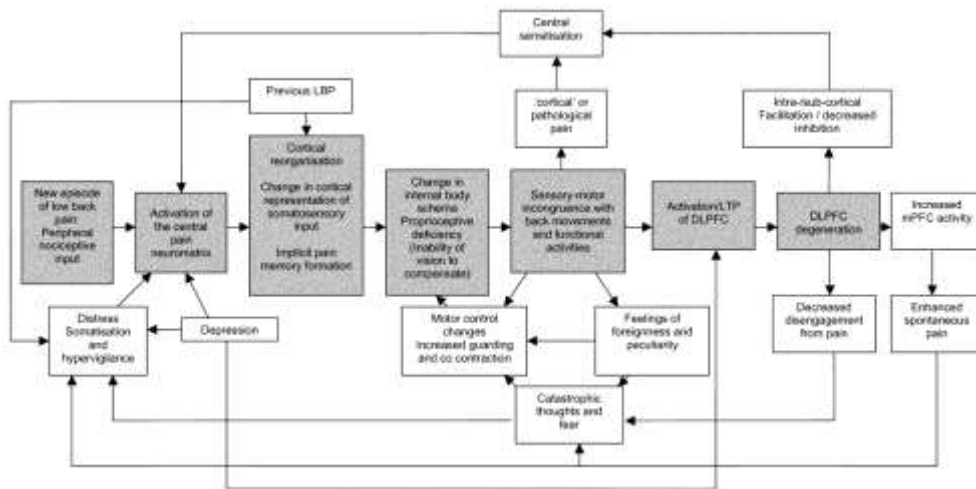 Central
sensitisation
Previous LBP
'cortical' or
pathological
pain
Intra-/sub-cortical
Facilitation / decreased
inhibition
New episode
of low back
pain:
Peripheral
nociceptive
input
Activation of
the central
pain
neuromatrix
Cortical
reorganisation
Change in cortical
representation of
somatosensory
input
Implicit pain
memory formation
Change in
internal body
scheme
Proprioceptive
deficiency
(Inability of
vision to
compensate)
Sensory-motor
incongruence with
back movements
and functional
activities
Activation/LTP
of DLPFC
DLPFC
degeneration
Increased
mPFC activity
Distress
Somatisation
and
hypervigilance
Depression
Motor control
changes
Increased guarding
and co contraction
Feelings of
foreignness and
peculiarity
Decreased
disengagement
from pain
Enhanced
spontaneous
pain
Catastrophic
thoughts and
fear